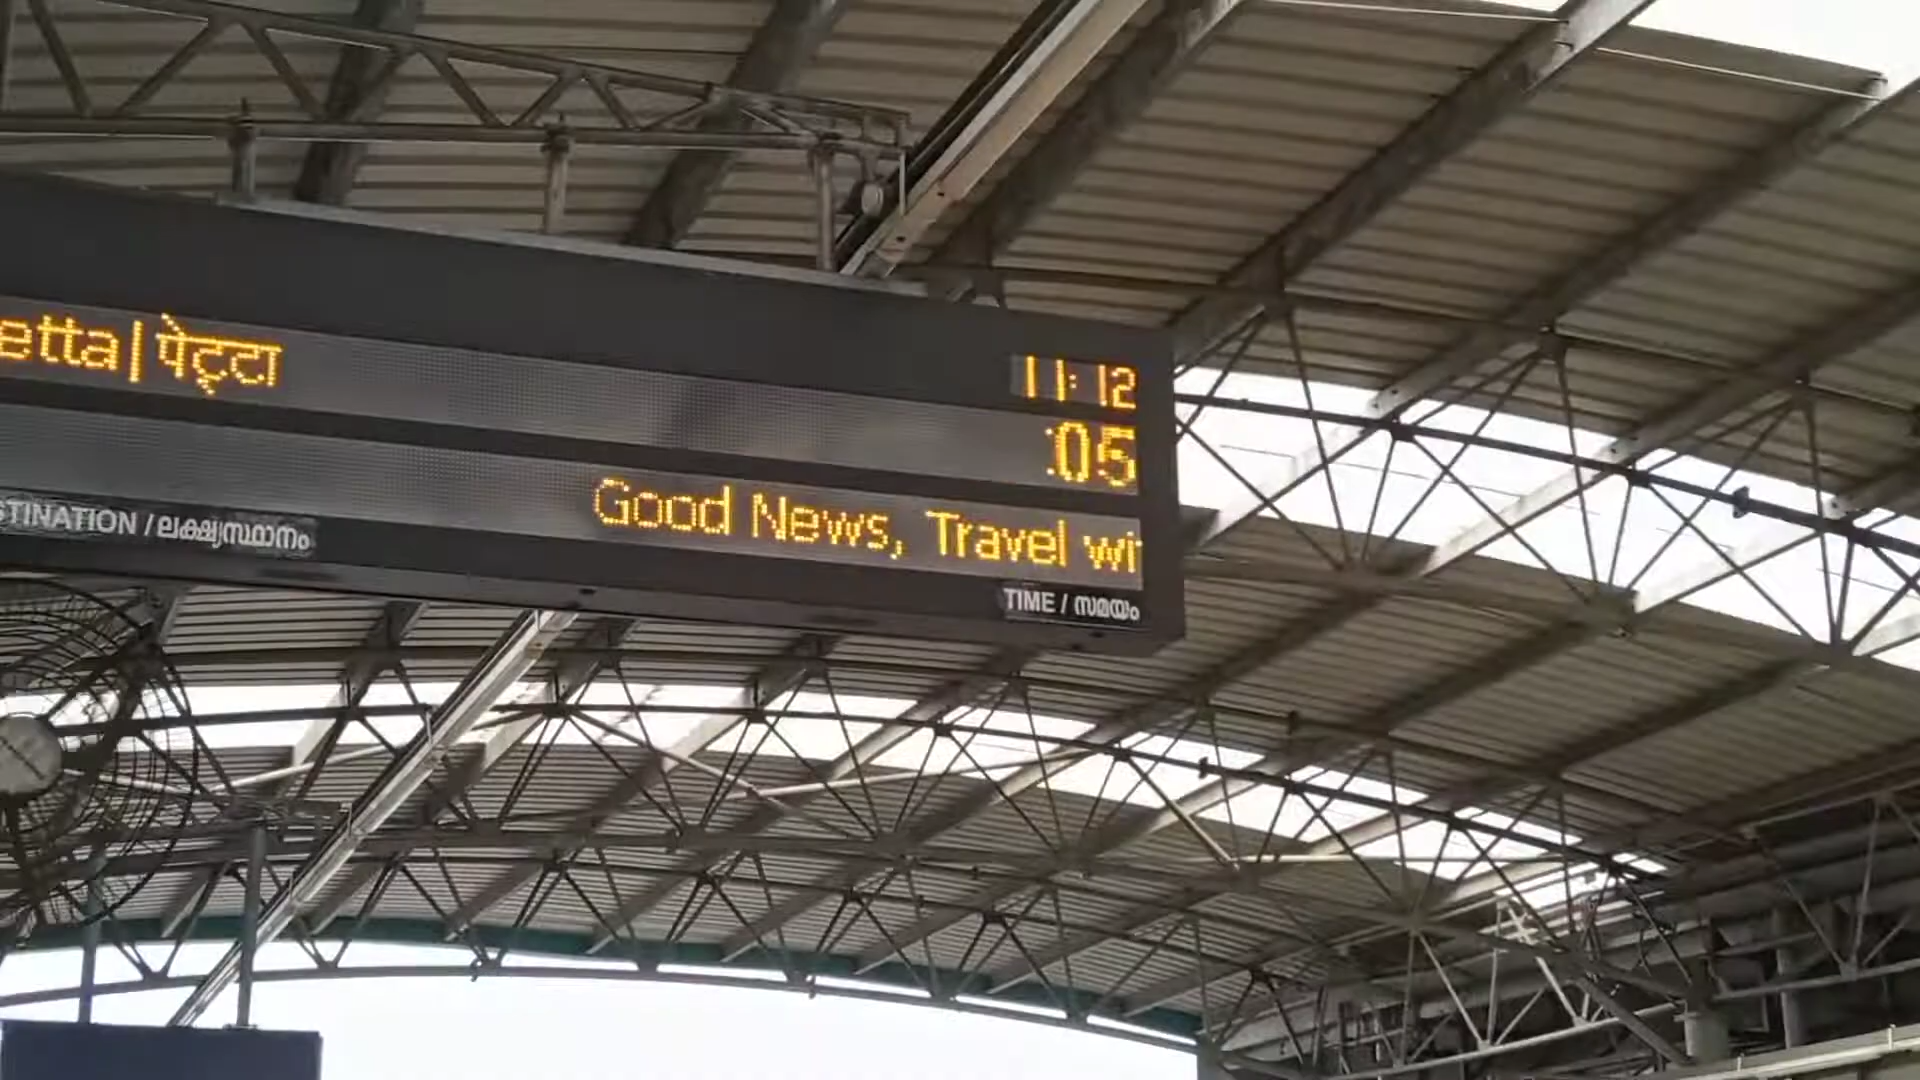 etta|पेट्टा 11:12
:05
Good News, Travel wi
STINATION / ലക്ഷ്യസ്ഥാനം TIME / സമയം